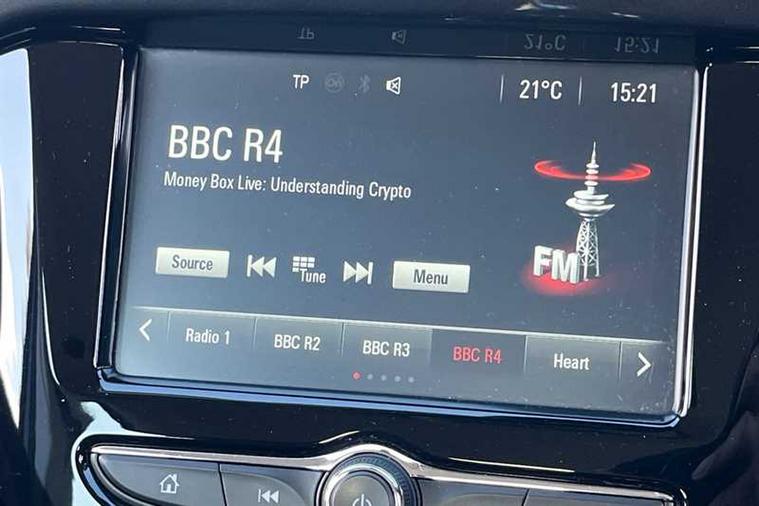 TP 21°C 15:21
BBC R4
Money Box Live: Understanding Crypto
FM
Source Tune Menu
Radio 1 BBC R2 BBC R3 BBC R4 Heart